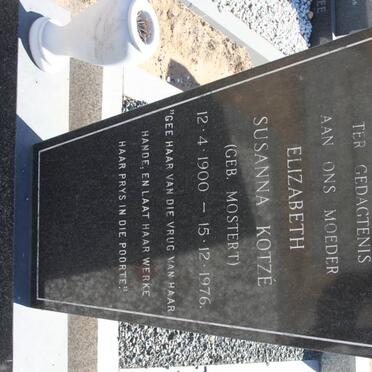 TER GEDAGTENIS
AAN ONS MOEDER
ELIZABETH
SUSANNA KOTZÉ
(GEB. MOSTERT)
12·4·1900 — 15·12·1976.
"GEE HAAR VAN DIE VRUG VAN HAAR
HANDE, EN LAAT HAAR WERKE
HAAR PRYS IN DIE POORTE."